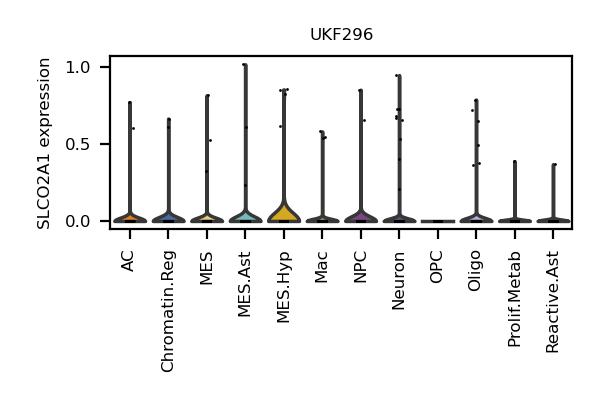 UKF296
SLCO2A1 expression
1.0
0.5
0.0
AC
Chromatin.Reg
MES
MES.Ast
MES.Hyp
Mac
NPC
Neuron
OPC
Oligo
Prolif.Metab
Reactive.Ast